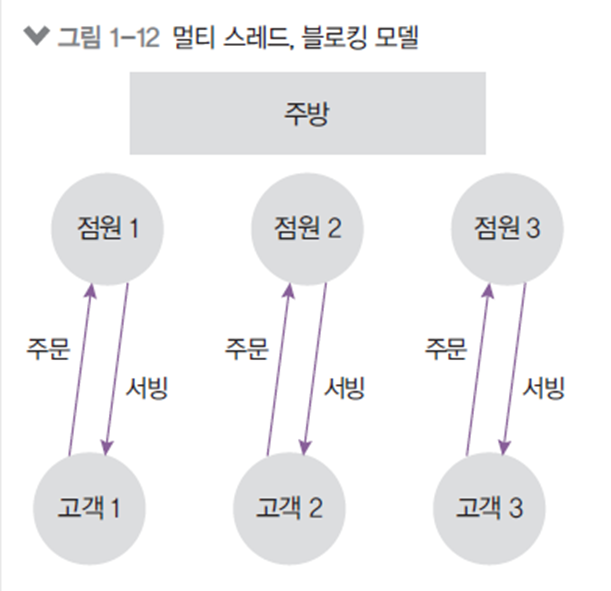 그림 1-12 멀티 스레드, 블로킹 모델
주방
점원 1
점원 2
점원 3
주문
서빙
주문
서빙
주문
서빙
고객 1
고객 2
고객 3